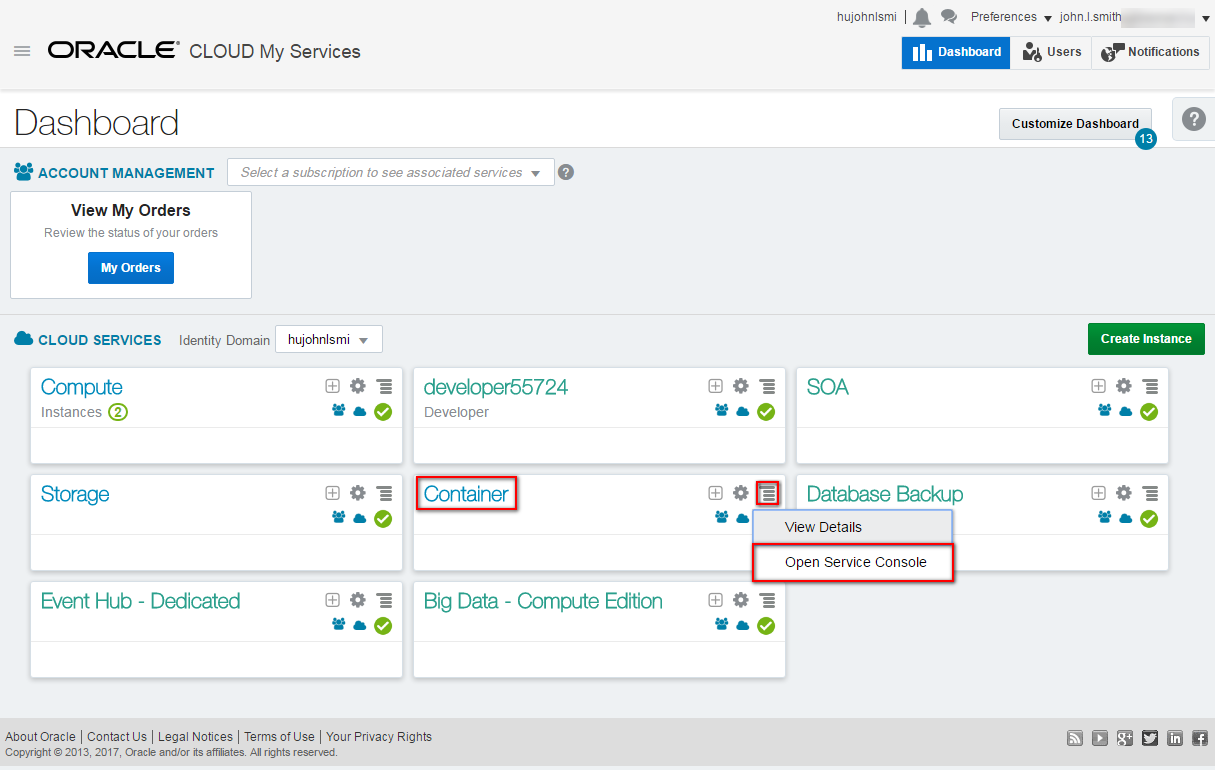 hujohnlsmi Preferences john.l.smith
ORACLE® CLOUD My Services
Dashboard Users Notifications
Dashboard
Customize Dashboard
13
?
ACCOUNT MANAGEMENT Select a subscription to see associated services ?
View My Orders
Review the status of your orders
My Orders
CLOUD SERVICES Identity Domain hujohnlsmi
Create Instance
Compute
Instances 2
developer55724
Developer
SOA
Storage
Container
Database Backup
View Details
Open Service Console
Event Hub - Dedicated
Big Data - Compute Edition
About Oracle | Contact Us | Legal Notices | Terms of Use | Your Privacy Rights
Copyright © 2013, 2017, Oracle and/or its affiliates. All rights reserved.